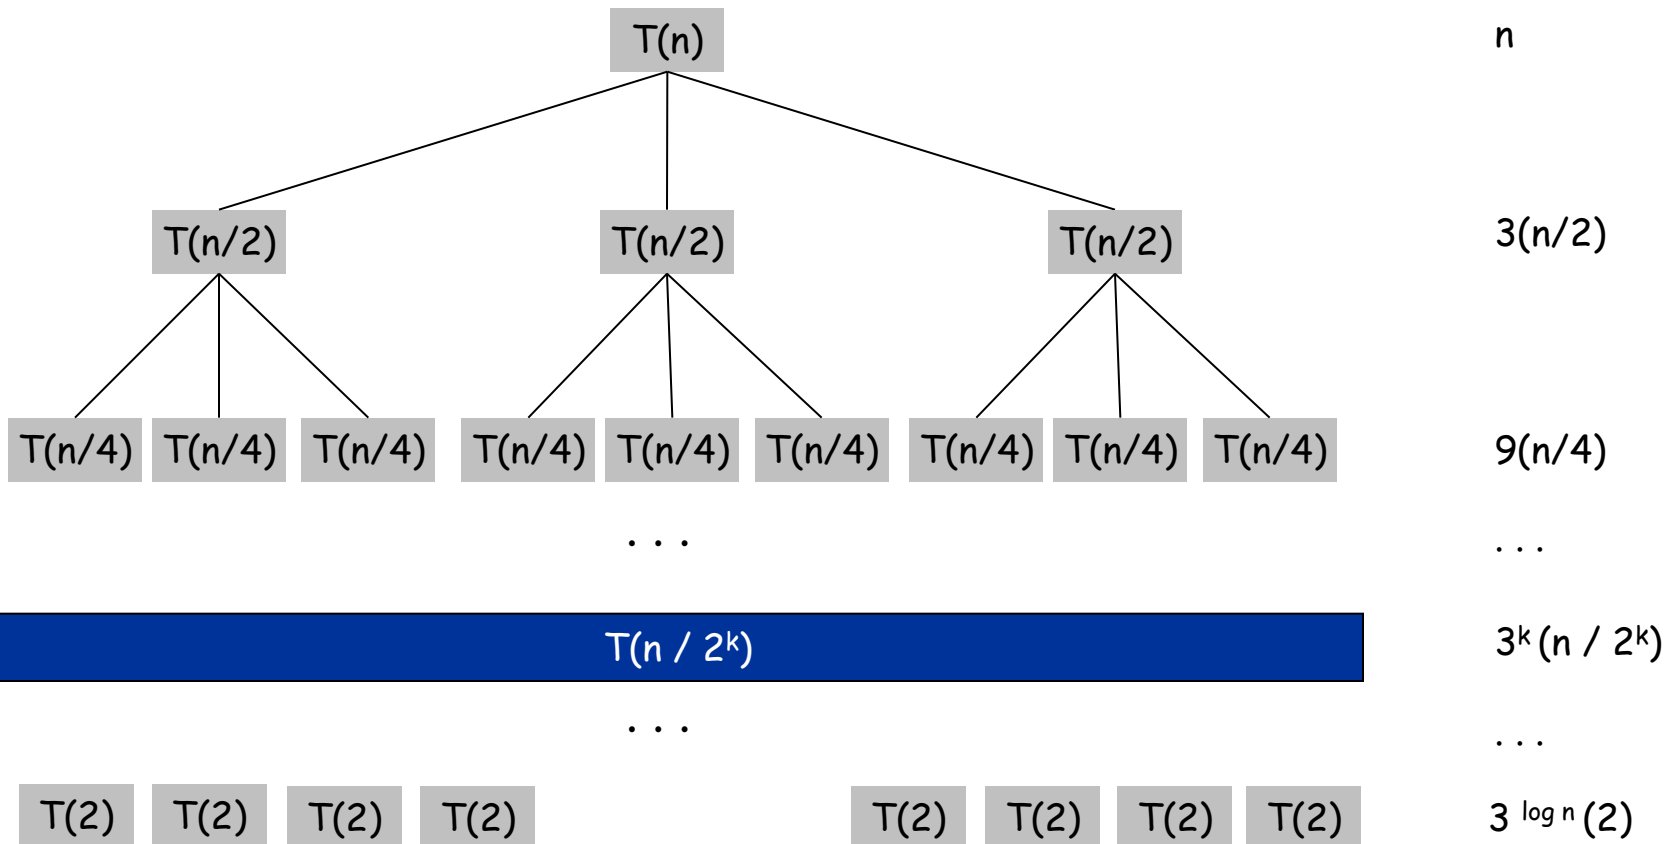 T(n) n
T(n/2) T(n/2) T(n/2) 3(n/2)
T(n/4) T(n/4) T(n/4) T(n/4) T(n/4) T(n/4) T(n/4) T(n/4) T(n/4) 9(n/4)
. . . . . .
T(n / 2ᵏ) 3ᵏ (n / 2ᵏ)
. . . . . .
T(2) T(2) T(2) T(2) T(2) T(2) T(2) T(2) 3 ˡᵒᵍ ⁿ (2)